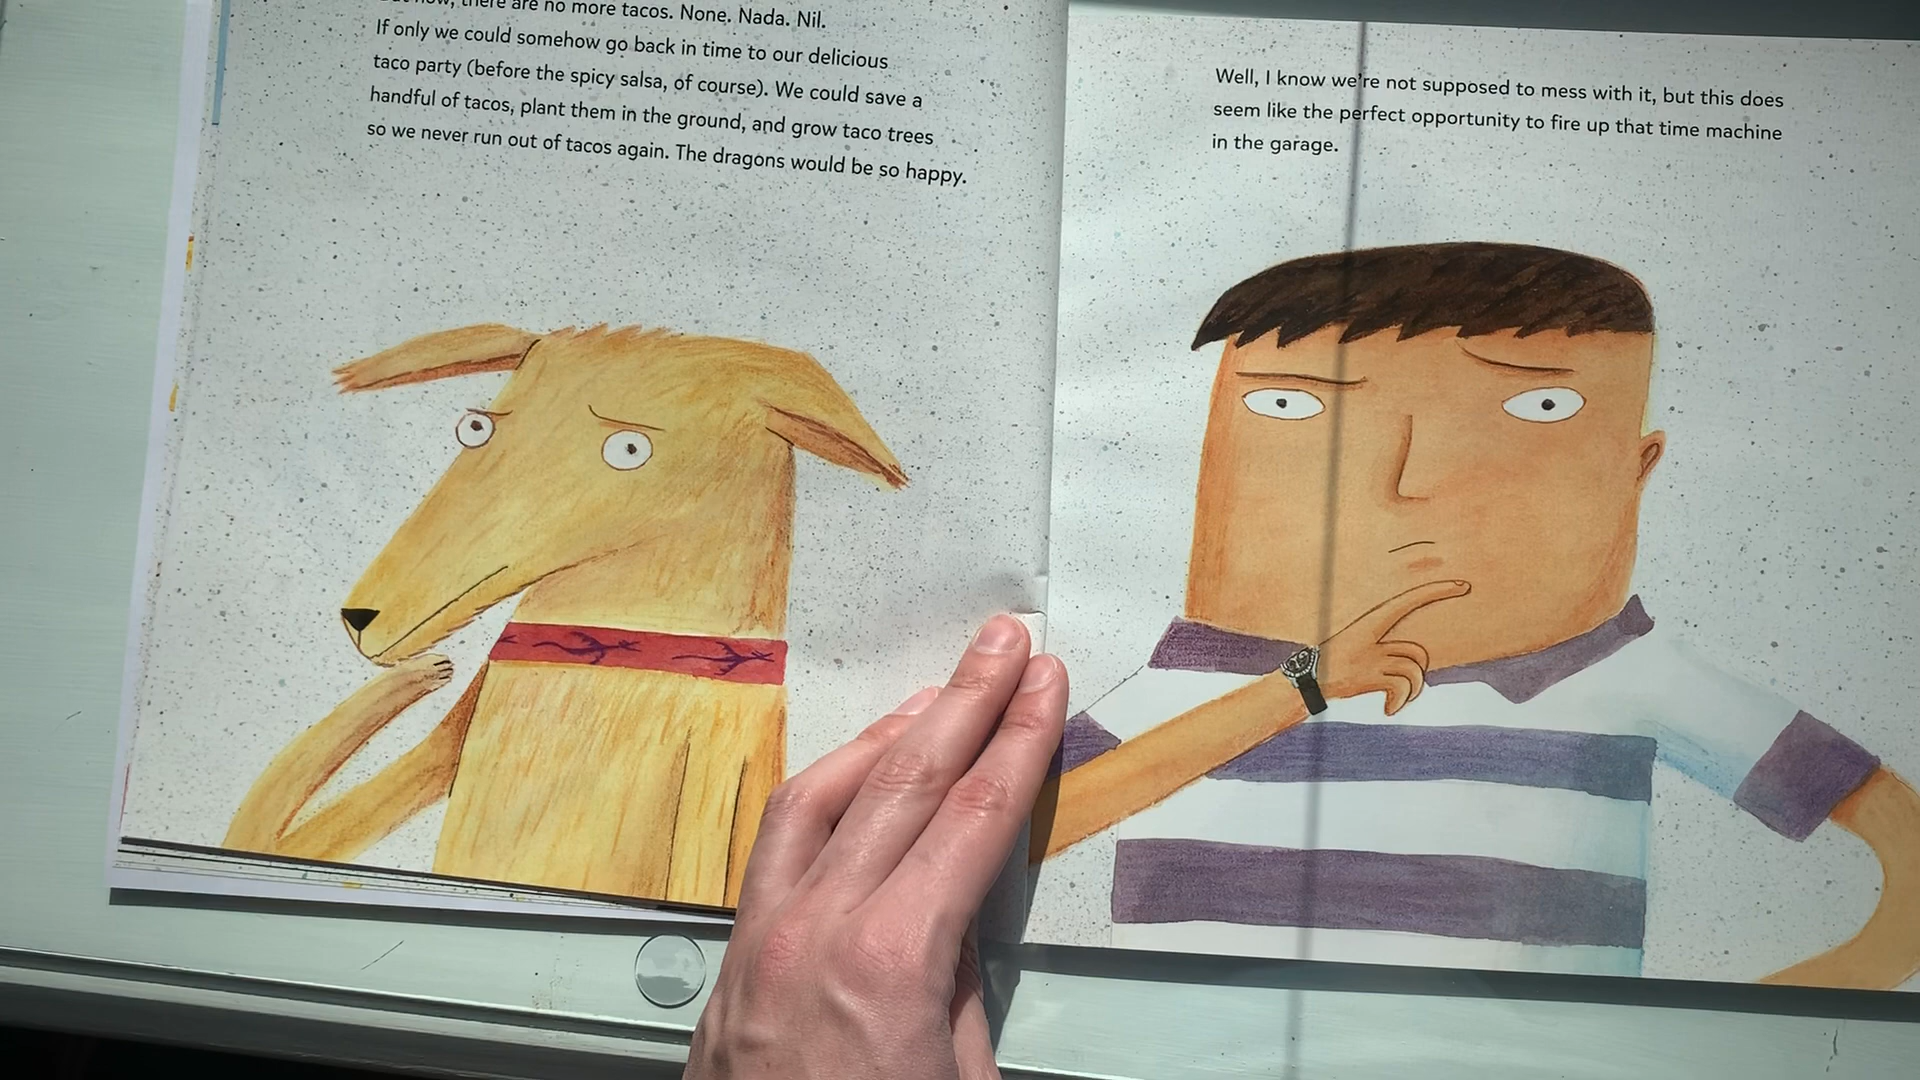 there are no more tacos. None. Nada. Nil.
If only we could somehow go back in time to our delicious
taco party (before the spicy salsa, of course). We could save a
handful of tacos, plant them in the ground, and grow taco trees
so we never run out of tacos again. The dragons would be so happy.
Well, I know we're not supposed to mess with it, but this does
seem like the perfect opportunity to fire up that time machine
in the garage.